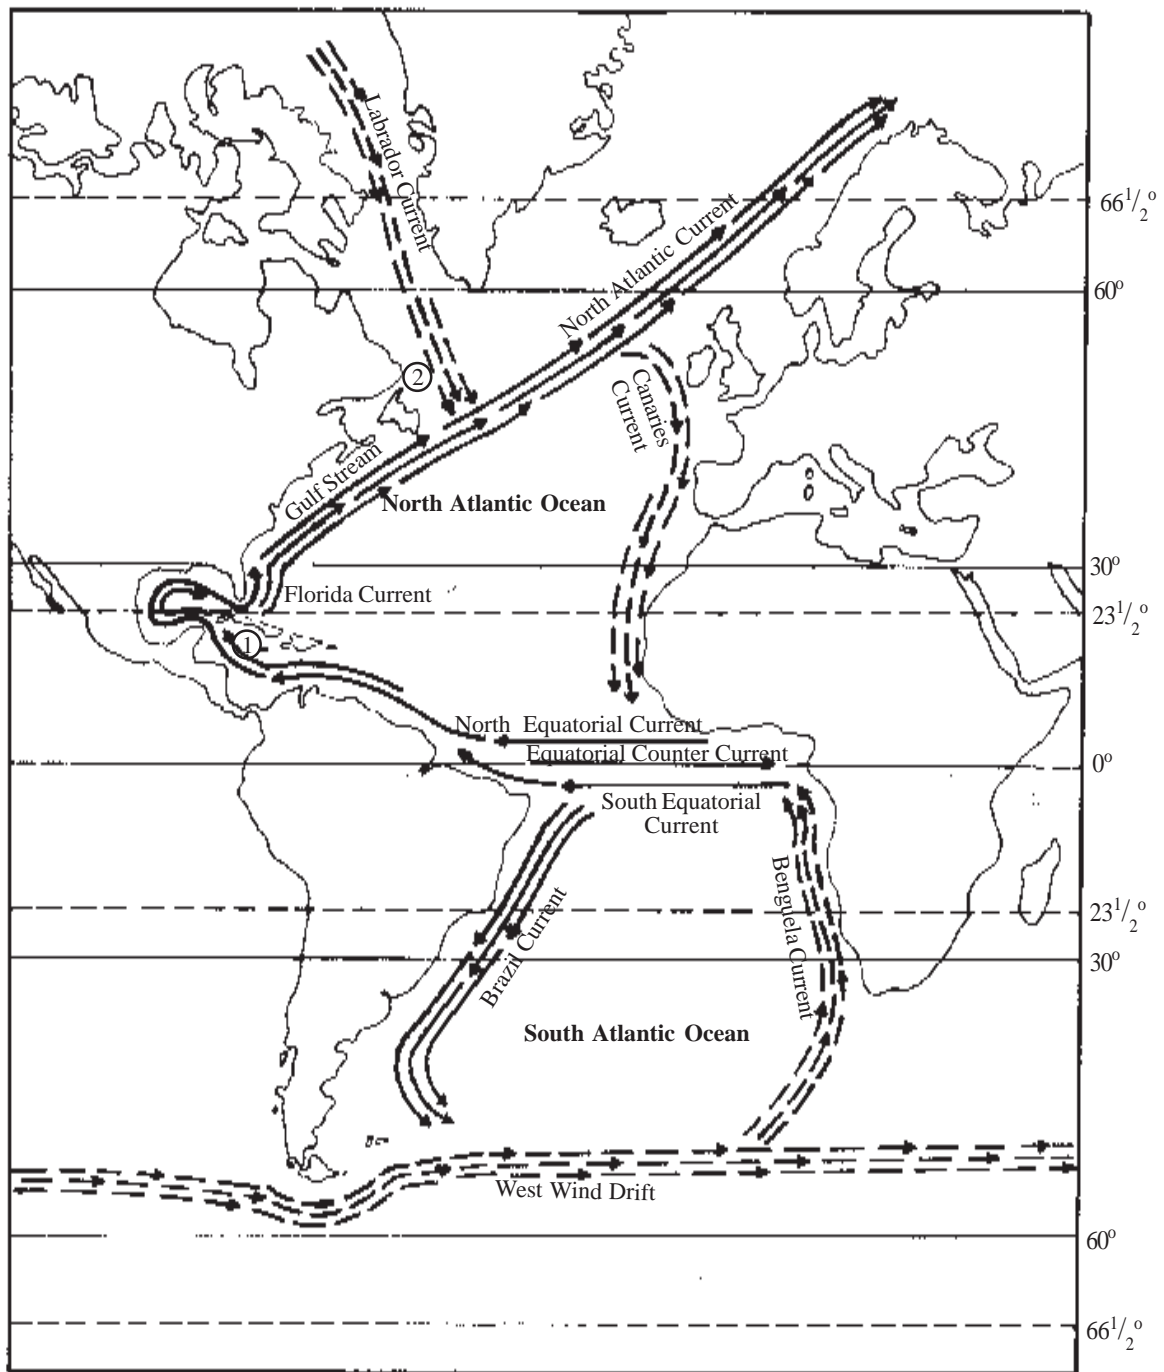 Labrador Current
66 1/2°
North Atlantic Current
60°
2
Canaries
Current
Gulf Stream
North Atlantic Ocean
30°
Florida Current
23 1/2°
1
North Equatorial Current
Equatorial Counter Current
0°
South Equatorial
Current
Benguela Current
Brazil Current
23 1/2°
30°
South Atlantic Ocean
West Wind Drift
60°
66 1/2°